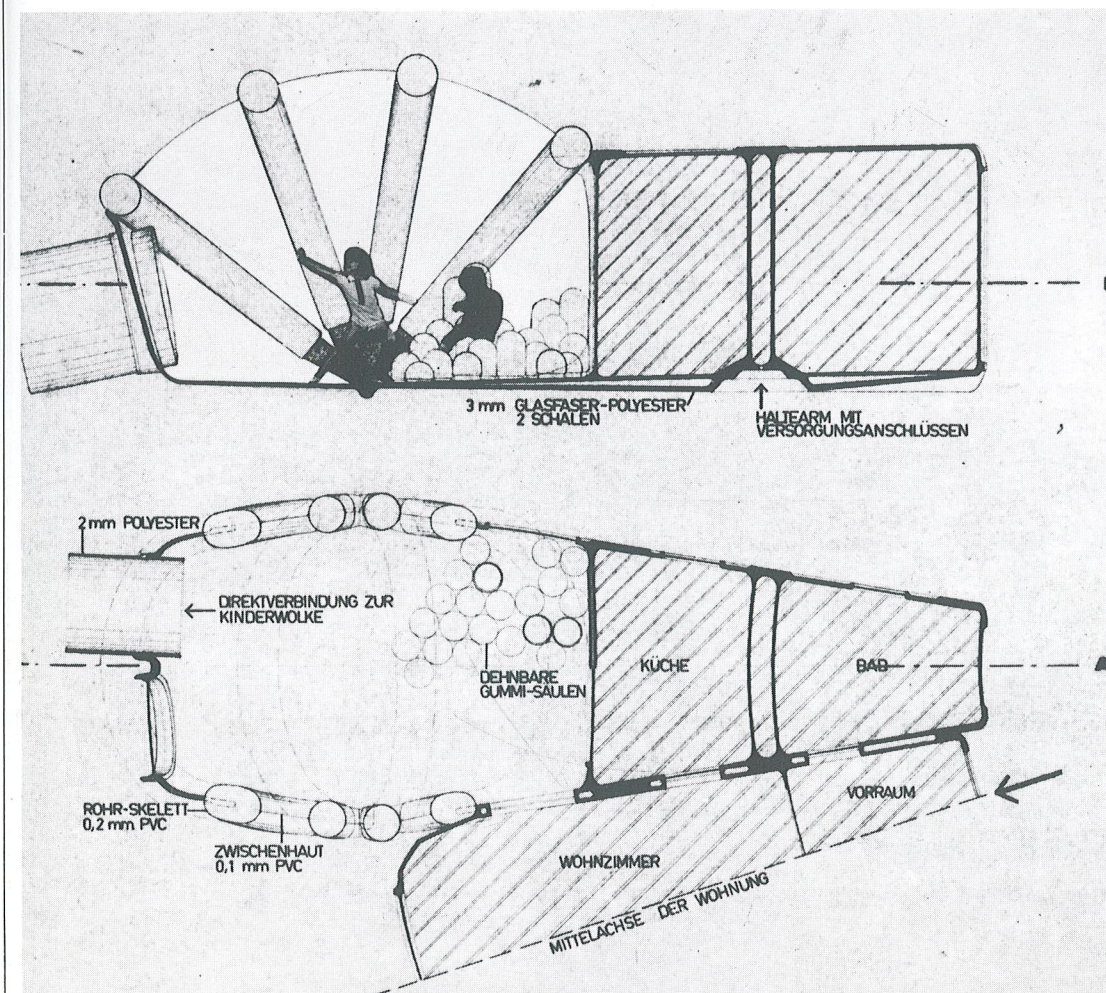 3 mm GLASFASER-POLYESTER
2 SCHALEN
HALTEARM MIT
VERSORGUNGSANSCHLÜSSEN
2 mm POLYESTER
DIREKTVERBINDUNG ZUR
KINDERWOLKE
DEHNBARE
GUMMI-SÄULEN
KÜCHE
BAD
ROHR-SKELETT
0,2 mm PVC
ZWISCHENHAUT
0,1 mm PVC
WOHNZIMMER
VORRAUM
MITTELACHSE DER WOHNUNG